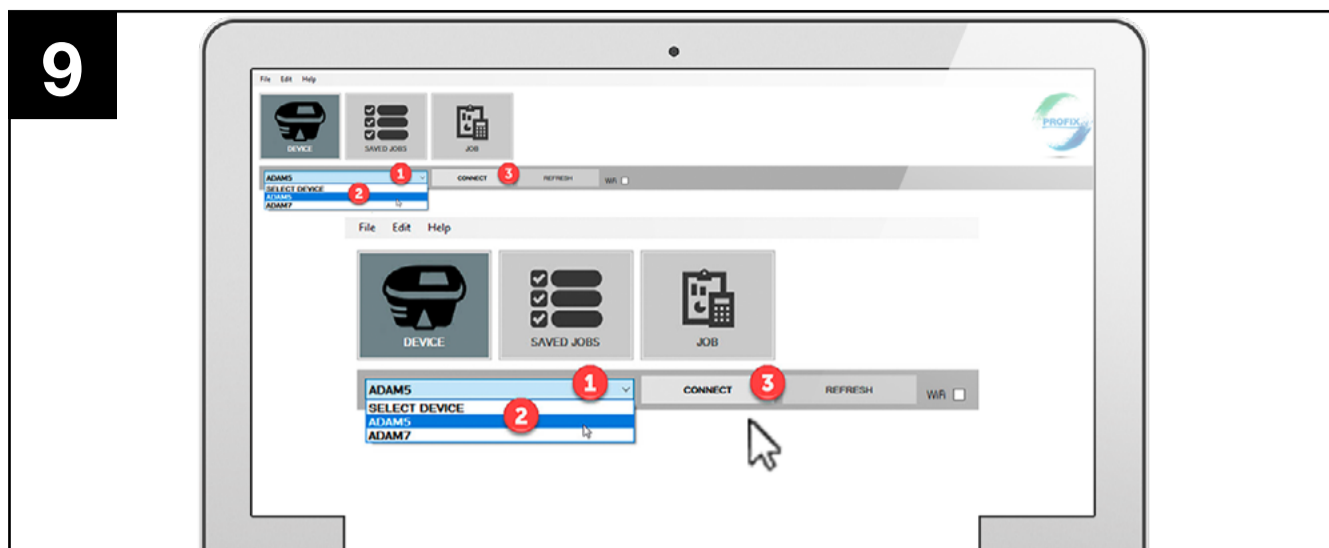 9
File Edit Help
DEVICE SAVED JOBS JOB
PROFIX
ADAM5 1 CONNECT 3 REFRESH WiFi
SELECT DEVICE
ADAM5 2
ADAM7
File Edit Help
DEVICE SAVED JOBS JOB
ADAM5 1 CONNECT 3 REFRESH WiFi
SELECT DEVICE
ADAM5 2
ADAM7